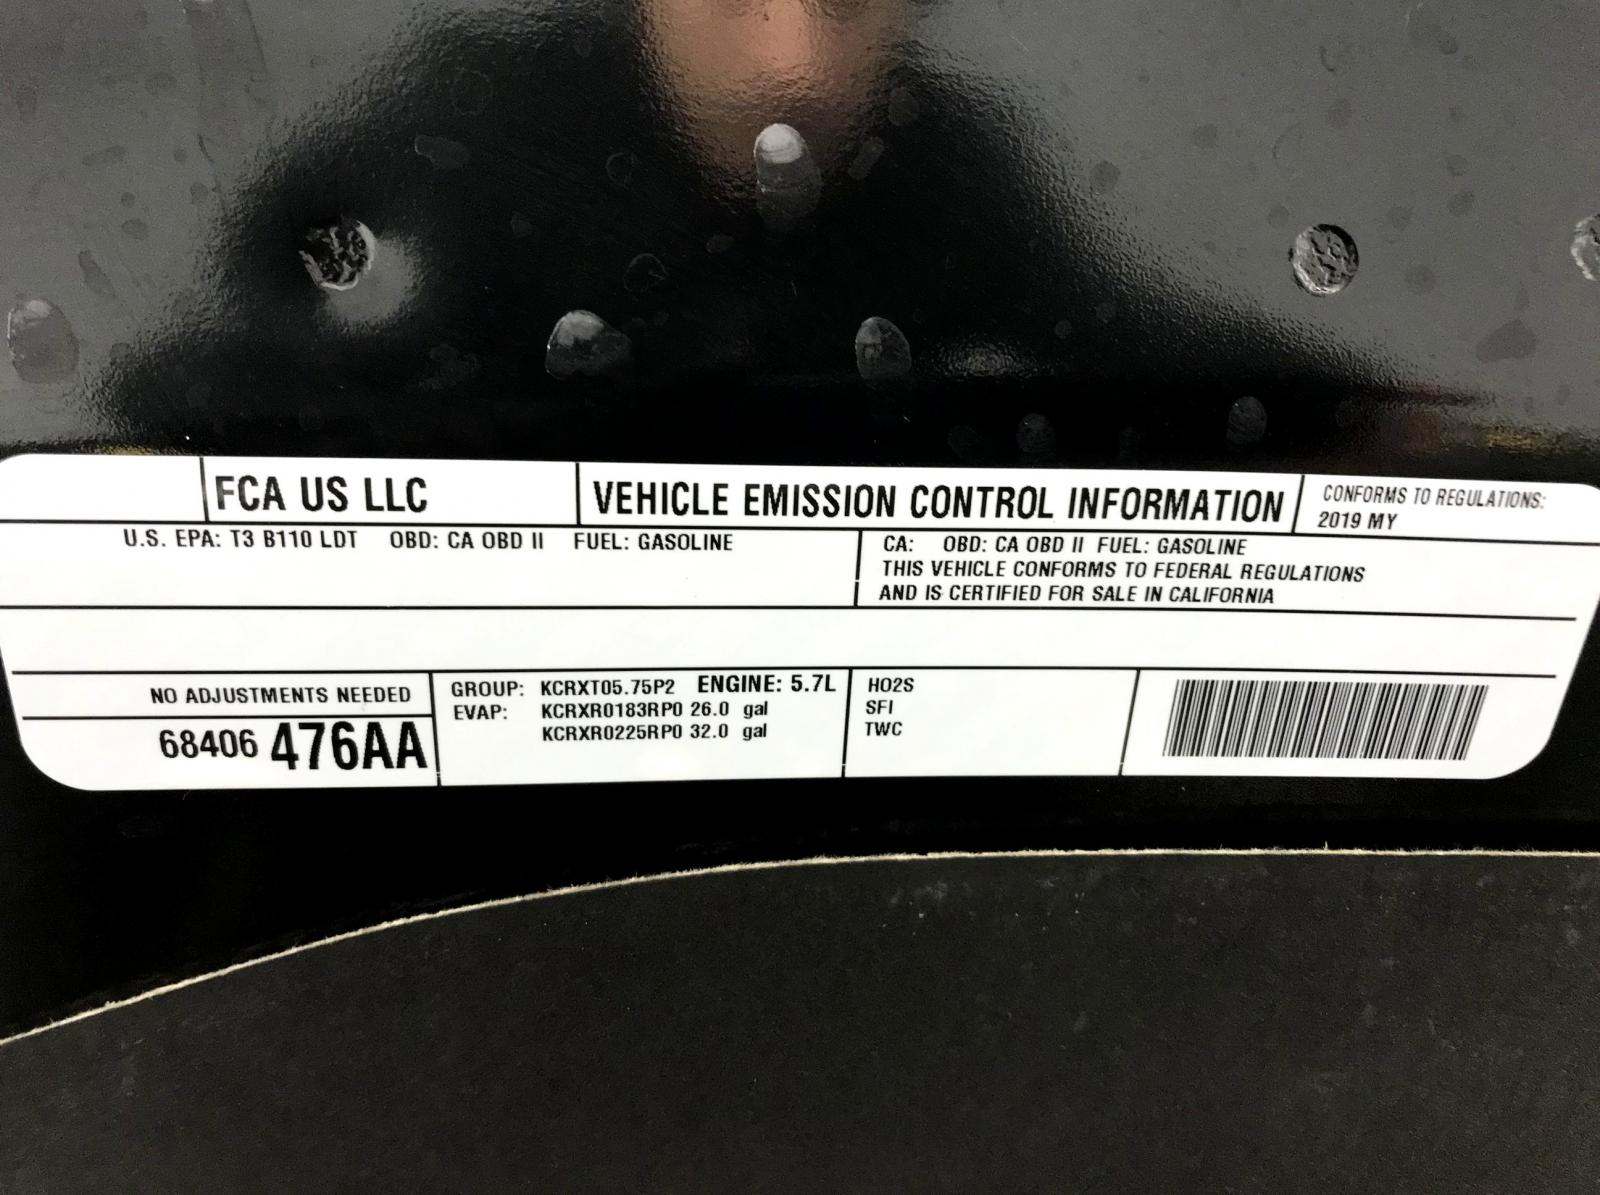 FCA US LLC
VEHICLE EMISSION CONTROL INFORMATION
CONFORMS TO REGULATIONS:
2019 MY
U.S. EPA: T3 B110 LDT OBD: CA OBD II FUEL: GASOLINE
CA: OBD: CA OBD II FUEL: GASOLINE
THIS VEHICLE CONFORMS TO FEDERAL REGULATIONS
AND IS CERTIFIED FOR SALE IN CALIFORNIA
NO ADJUSTMENTS NEEDED
68406 476AA
GROUP: KCRXT05.75P2 ENGINE: 5.7L
EVAP: KCRXR0183RP0 26.0 gal
KCRXR0225RP0 32.0 gal
HO2S
SFI
TWC